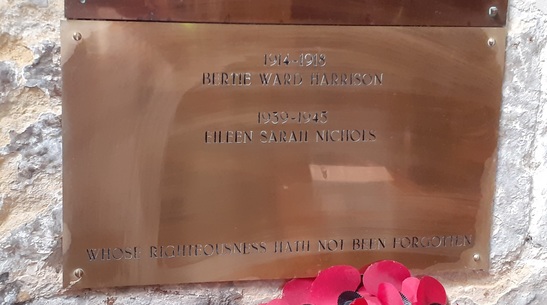 1914-1918
BERTIE WARD HARRISON
1939-1945
EILEEN SARAH NICHOLS
WHOSE RIGHTEOUSNESS HATH NOT BEEN FORGOTTEN